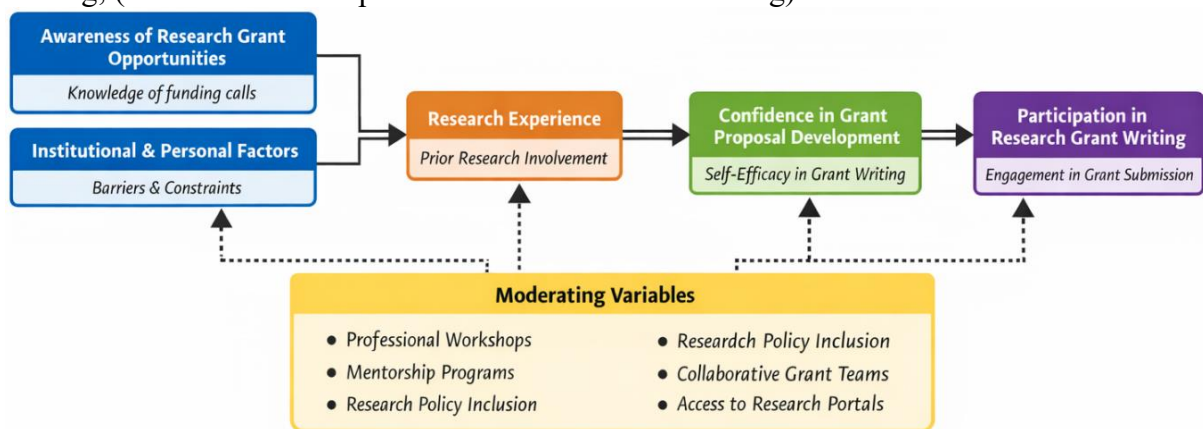 Awareness of Research Grant
Opportunities
Knowledge of funding calls
Institutional & Personal Factors
Barriers & Constraints
Research Experience
Prior Research Involvement
Confidence in Grant
Proposal Development
Self-Efficacy in Grant Writing
Participation in
Research Grant Writing
Engagement in Grant Submission
Moderating Variables
• Professional Workshops
• Mentorship Programs
• Research Policy Inclusion
• Researdch Policy Inclusion
• Collaborative Grant Teams
• Access to Research Portals